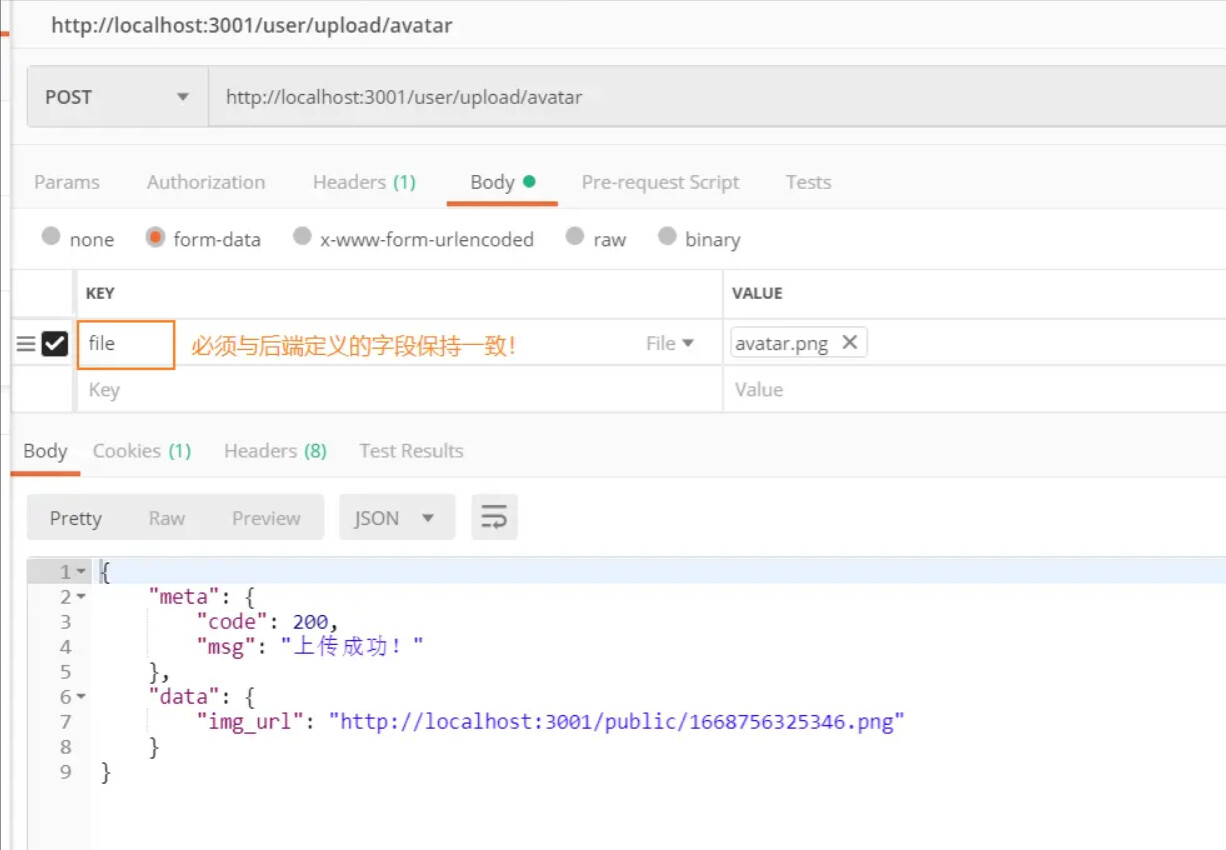 http://localhost:3001/user/upload/avatar
POST http://localhost:3001/user/upload/avatar
Params Authorization Headers (1) Body Pre-request Script Tests
none form-data x-www-form-urlencoded raw binary
KEY VALUE
file 必须与后端定义的字段保持一致! File avatar.png
Key Value
Body Cookies (1) Headers (8) Test Results
Pretty Raw Preview JSON
1 {
2 "meta": {
3 "code": 200,
4 "msg": "上传成功！"
5 },
6 "data": {
7 "img_url": "http://localhost:3001/public/1668756325346.png"
8 }
9 }